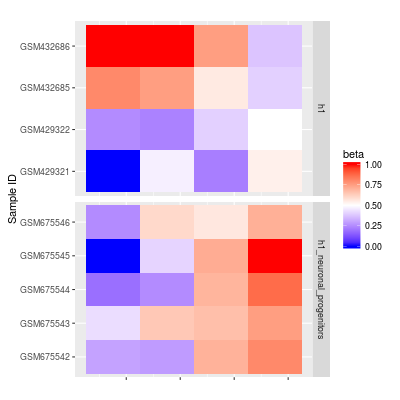 GSM432686
GSM432685
GSM429322
GSM429321
h1
GSM675546
GSM675545
GSM675544
GSM675543
GSM675542
h1_neuronal_progenitors
Sample ID
beta
1.00
0.75
0.50
0.25
0.00